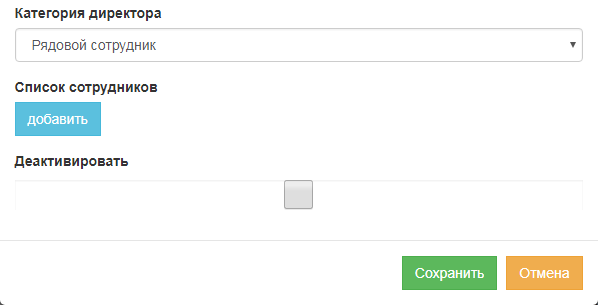 Категория директора
Рядовой сотрудник
Список сотрудников
добавить
Деактивировать
Сохранить Отмена